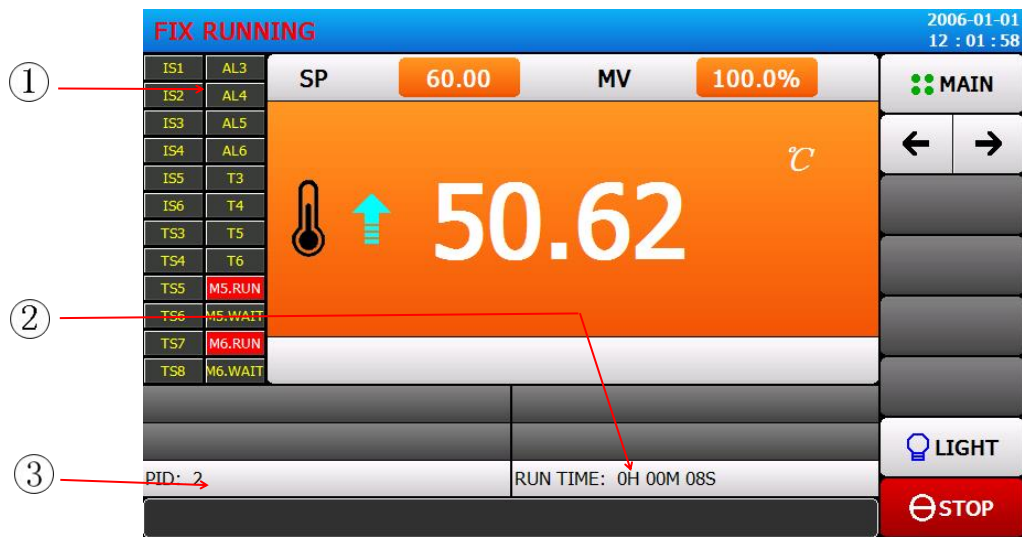 FIX RUNNING
2006-01-01
12 : 01 : 58
①
IS1 AL3
IS2 AL4
IS3 AL5
IS4 AL6
IS5 T3
IS6 T4
TS3 T5
TS4 T6
TS5 M5.RUN
TS6 M5.WAIT
TS7 M6.RUN
TS8 M6.WAIT
SP 60.00 MV 100.0%
℃
50.62
MAIN
← →
②
③
PID: 2
RUN TIME: 0H 00M 08S
LIGHT
STOP